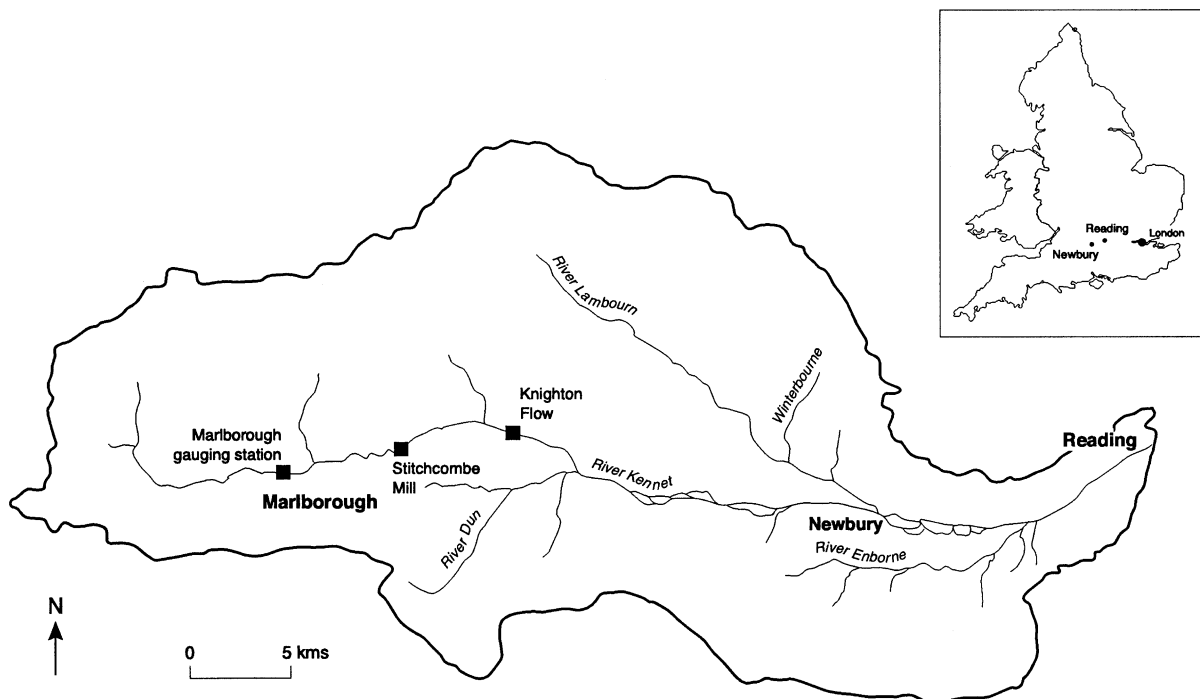 Reading
London
Newbury
River Lambourn
Winterbourne
Knighton
Flow
Marlborough
gauging station
Reading
Stitchcombe
Mill
River Kennet
Marlborough
Newbury
River Dun
River Enborne
N
0 5 kms